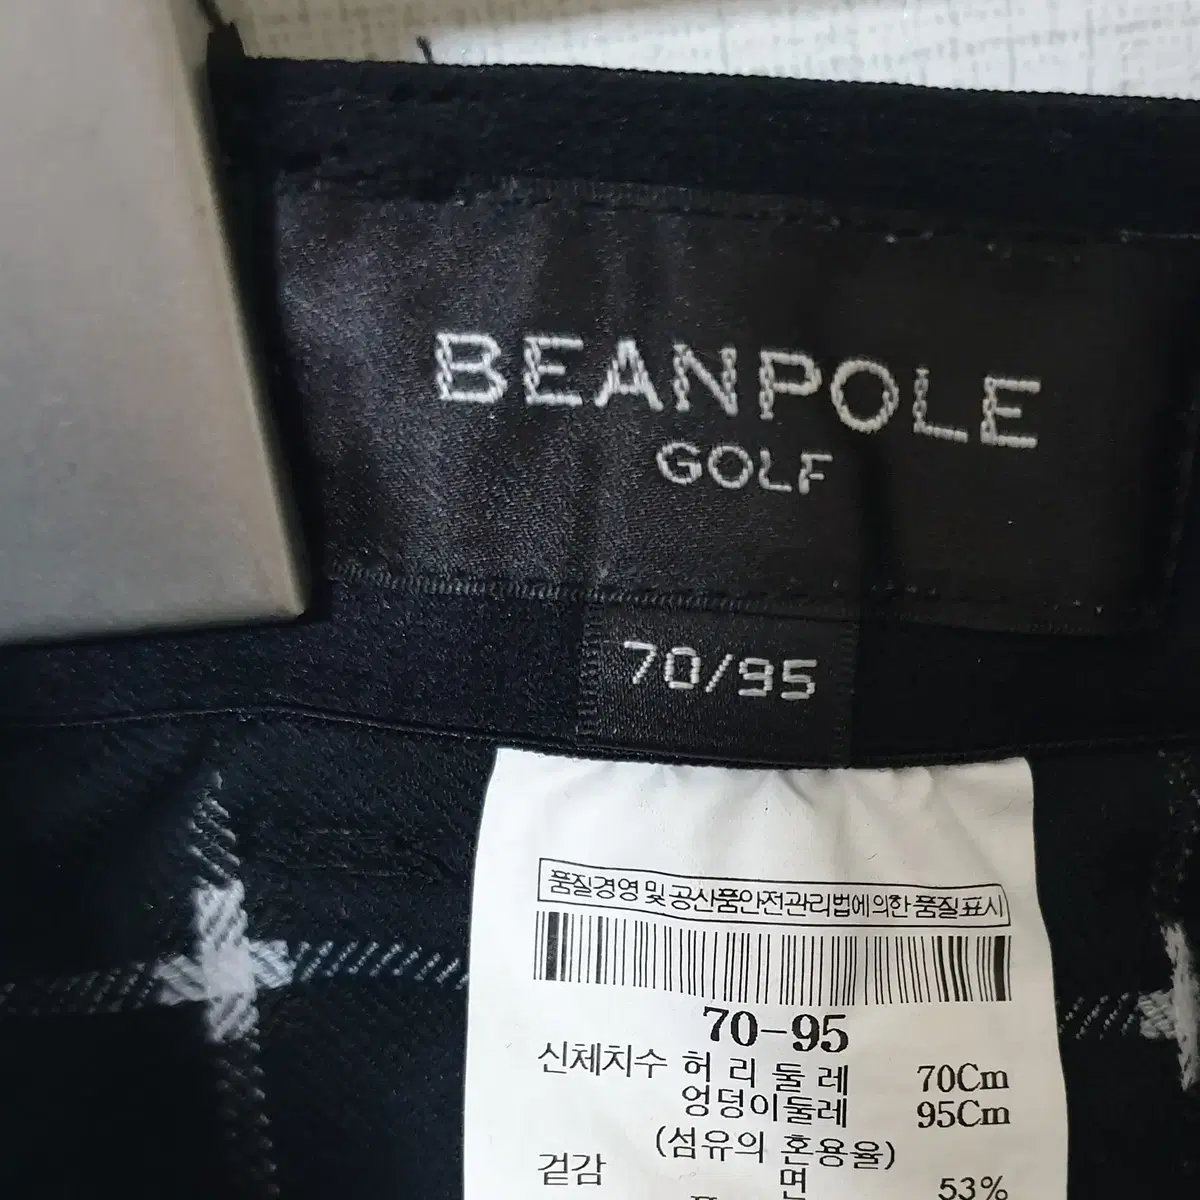 BEANPOLE
GOLF
70/95
품질경영 및 공산품안전관리법에의한 품질표시
70-95
신체치수 허리둘레 70Cm
엉덩이둘레 95Cm
(섬유의 혼용율)
겉감 면 53%